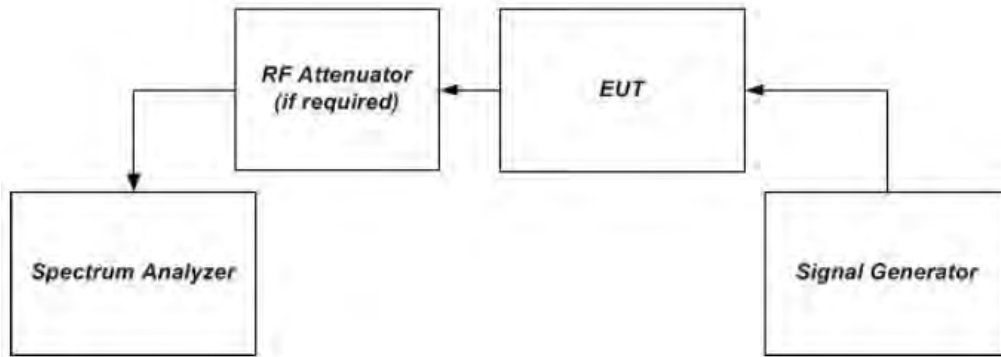 RF Attenuator
(if required)
EUT
Spectrum Analyzer
Signal Generator